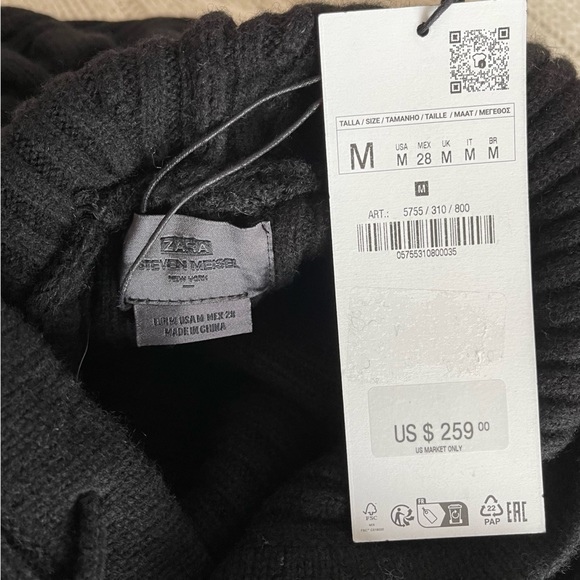 ZARA
STEVEN MEISEL
NEW YORK
EUR M USA M MEX 28
MADE IN CHINA
TALLA / SIZE / TAMANHO / TAILLE / MAAT / ΜΕΓΕΘΟΣ
M USA M MEX 28 UK M IT M BR M
M
ART.: 5755 / 310 / 800
05755310800035
US $ 259 00
US MARKET ONLY
FSC
FR
22
PAP
EAC